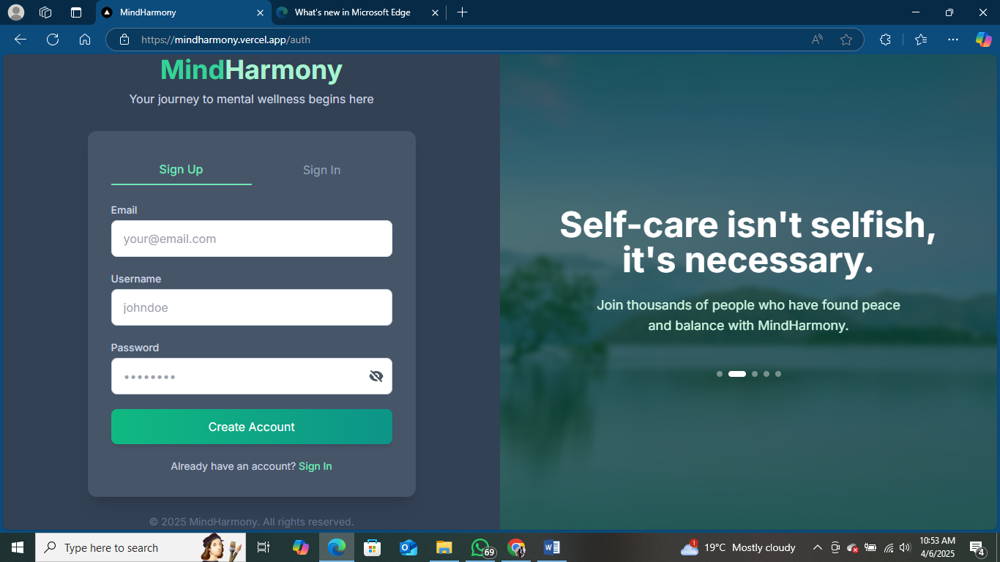 MindHarmony
What's new in Microsoft Edge
https://mindharmony.vercel.app/auth
MindHarmony
Your journey to mental wellness begins here
Sign Up
Sign In
Email
your@email.com
Username
johndoe
Password
Create Account
Already have an account? Sign In
© 2025 MindHarmony. All rights reserved.
Self-care isn't selfish,
it's necessary.
Join thousands of people who have found peace
and balance with MindHarmony.
Type here to search
69
1
19°C Mostly cloudy
10:53 AM
4/6/2025
4